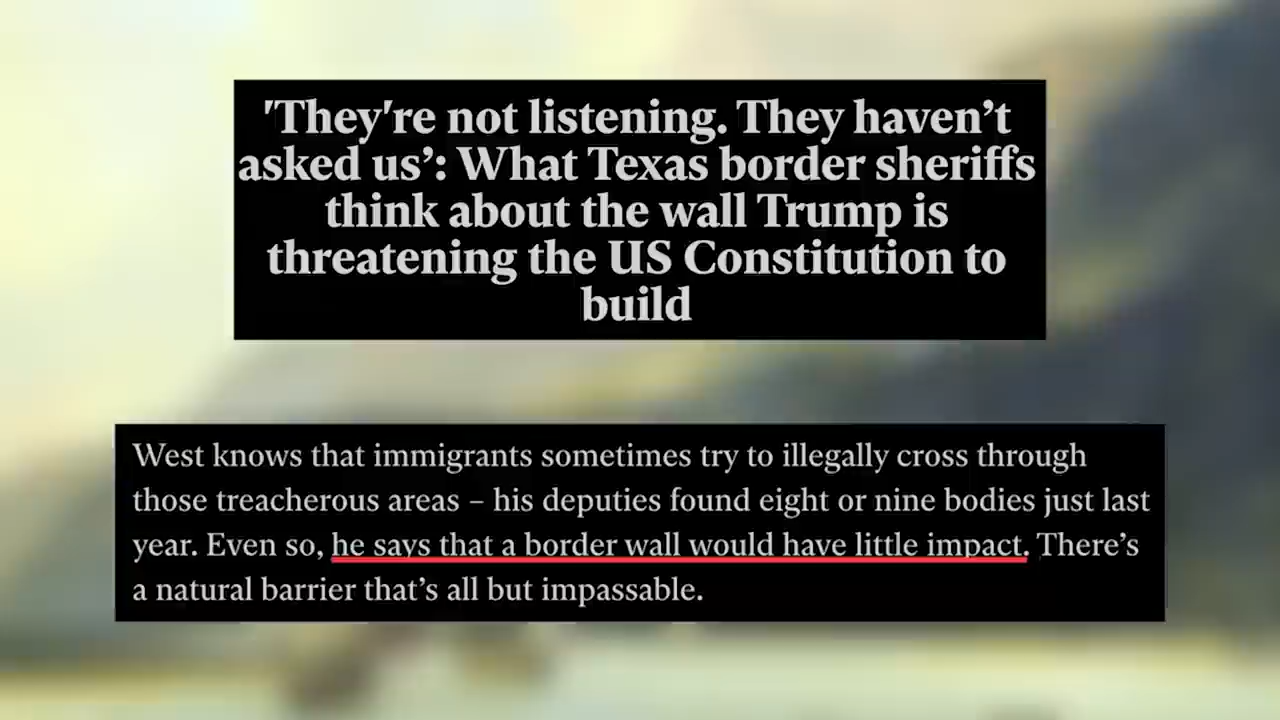 'They're not listening. They haven’t
asked us’: What Texas border sheriffs
think about the wall Trump is
threatening the US Constitution to
build
West knows that immigrants sometimes try to illegally cross through
those treacherous areas – his deputies found eight or nine bodies just last
year. Even so, he says that a border wall would have little impact. There’s
a natural barrier that’s all but impassable.